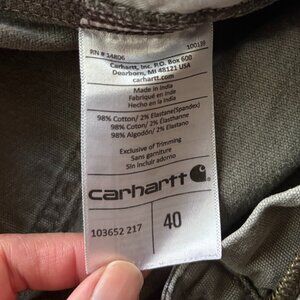 RN # 14806 100139
Carhartt, Inc. P.O. Box 600
Dearborn, MI 48121 USA
carhartt.com
Made in India
Fabriqué en Inde
Hecho en la India
98% Cotton/ 2% Elastane(Spandex)
98% Coton/ 2% Élasthanne
98% Algodón/ 2% Elastano
Exclusive of Trimming
Sans garniture
Sin incluir adorno
carhartt
103652 217
40